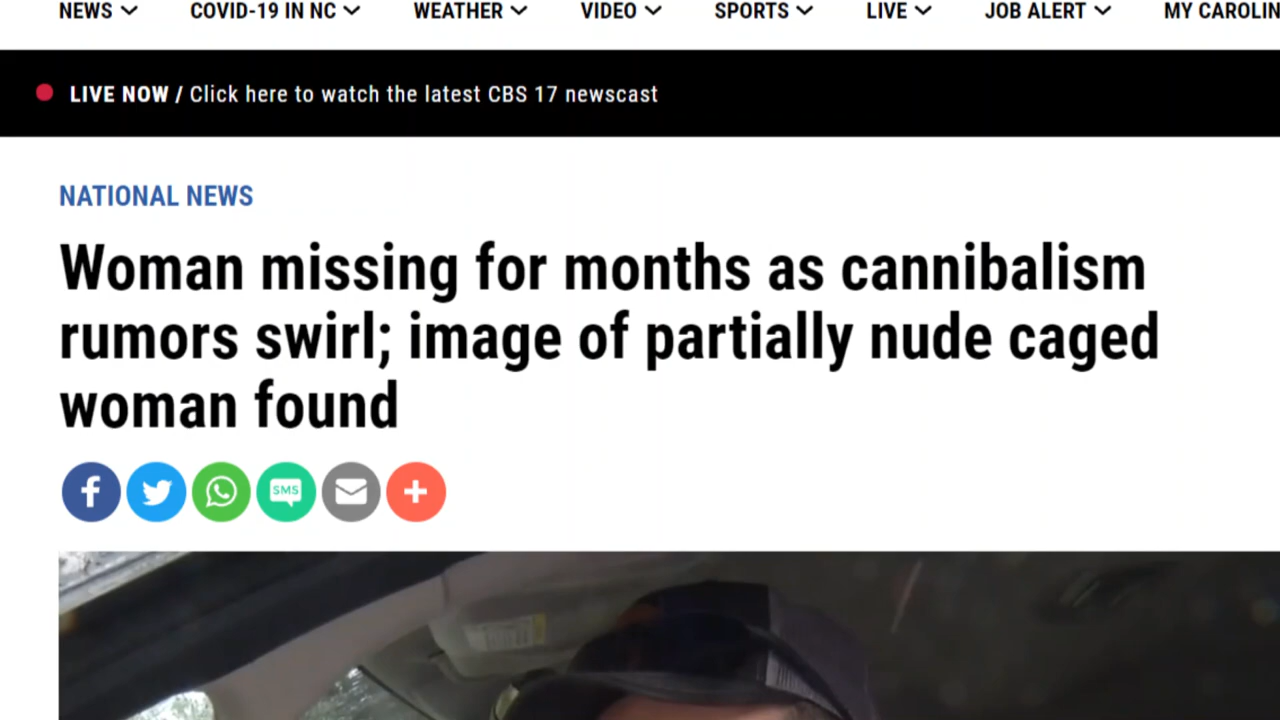 NEWS COVID-19 IN NC WEATHER VIDEO SPORTS LIVE JOB ALERT MY CAROLIN
LIVE NOW / Click here to watch the latest CBS 17 newscast
NATIONAL NEWS
Woman missing for months as cannibalism
rumors swirl; image of partially nude caged
woman found
SMS